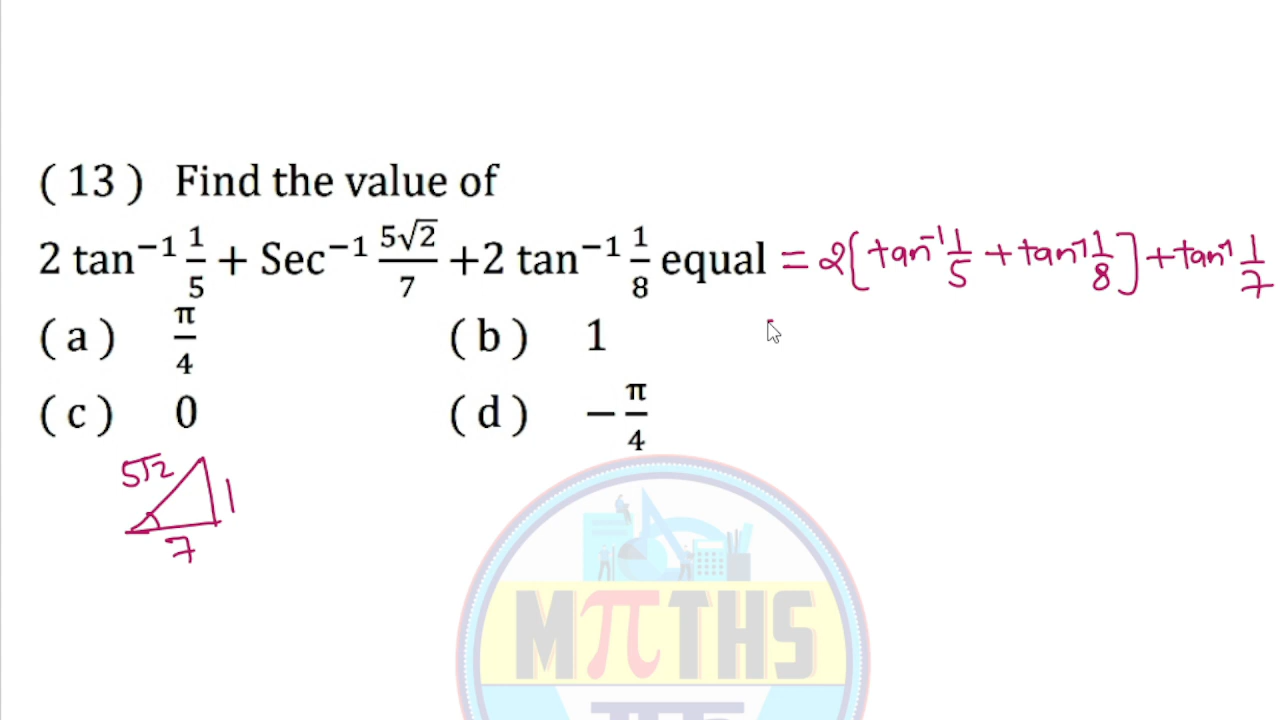 ( 13 ) Find the value of
2 tan⁻¹ 1/5 + Sec⁻¹ 5√2/7 +2 tan⁻¹ 1/8 equal = 2[tan⁻¹ 1/5 + tan⁻¹ 1/8] + tan⁻¹ 1/7
( a ) π/4 ( b ) 1
( c ) 0 ( d ) −π/4
5√2
1
7
MπTHS